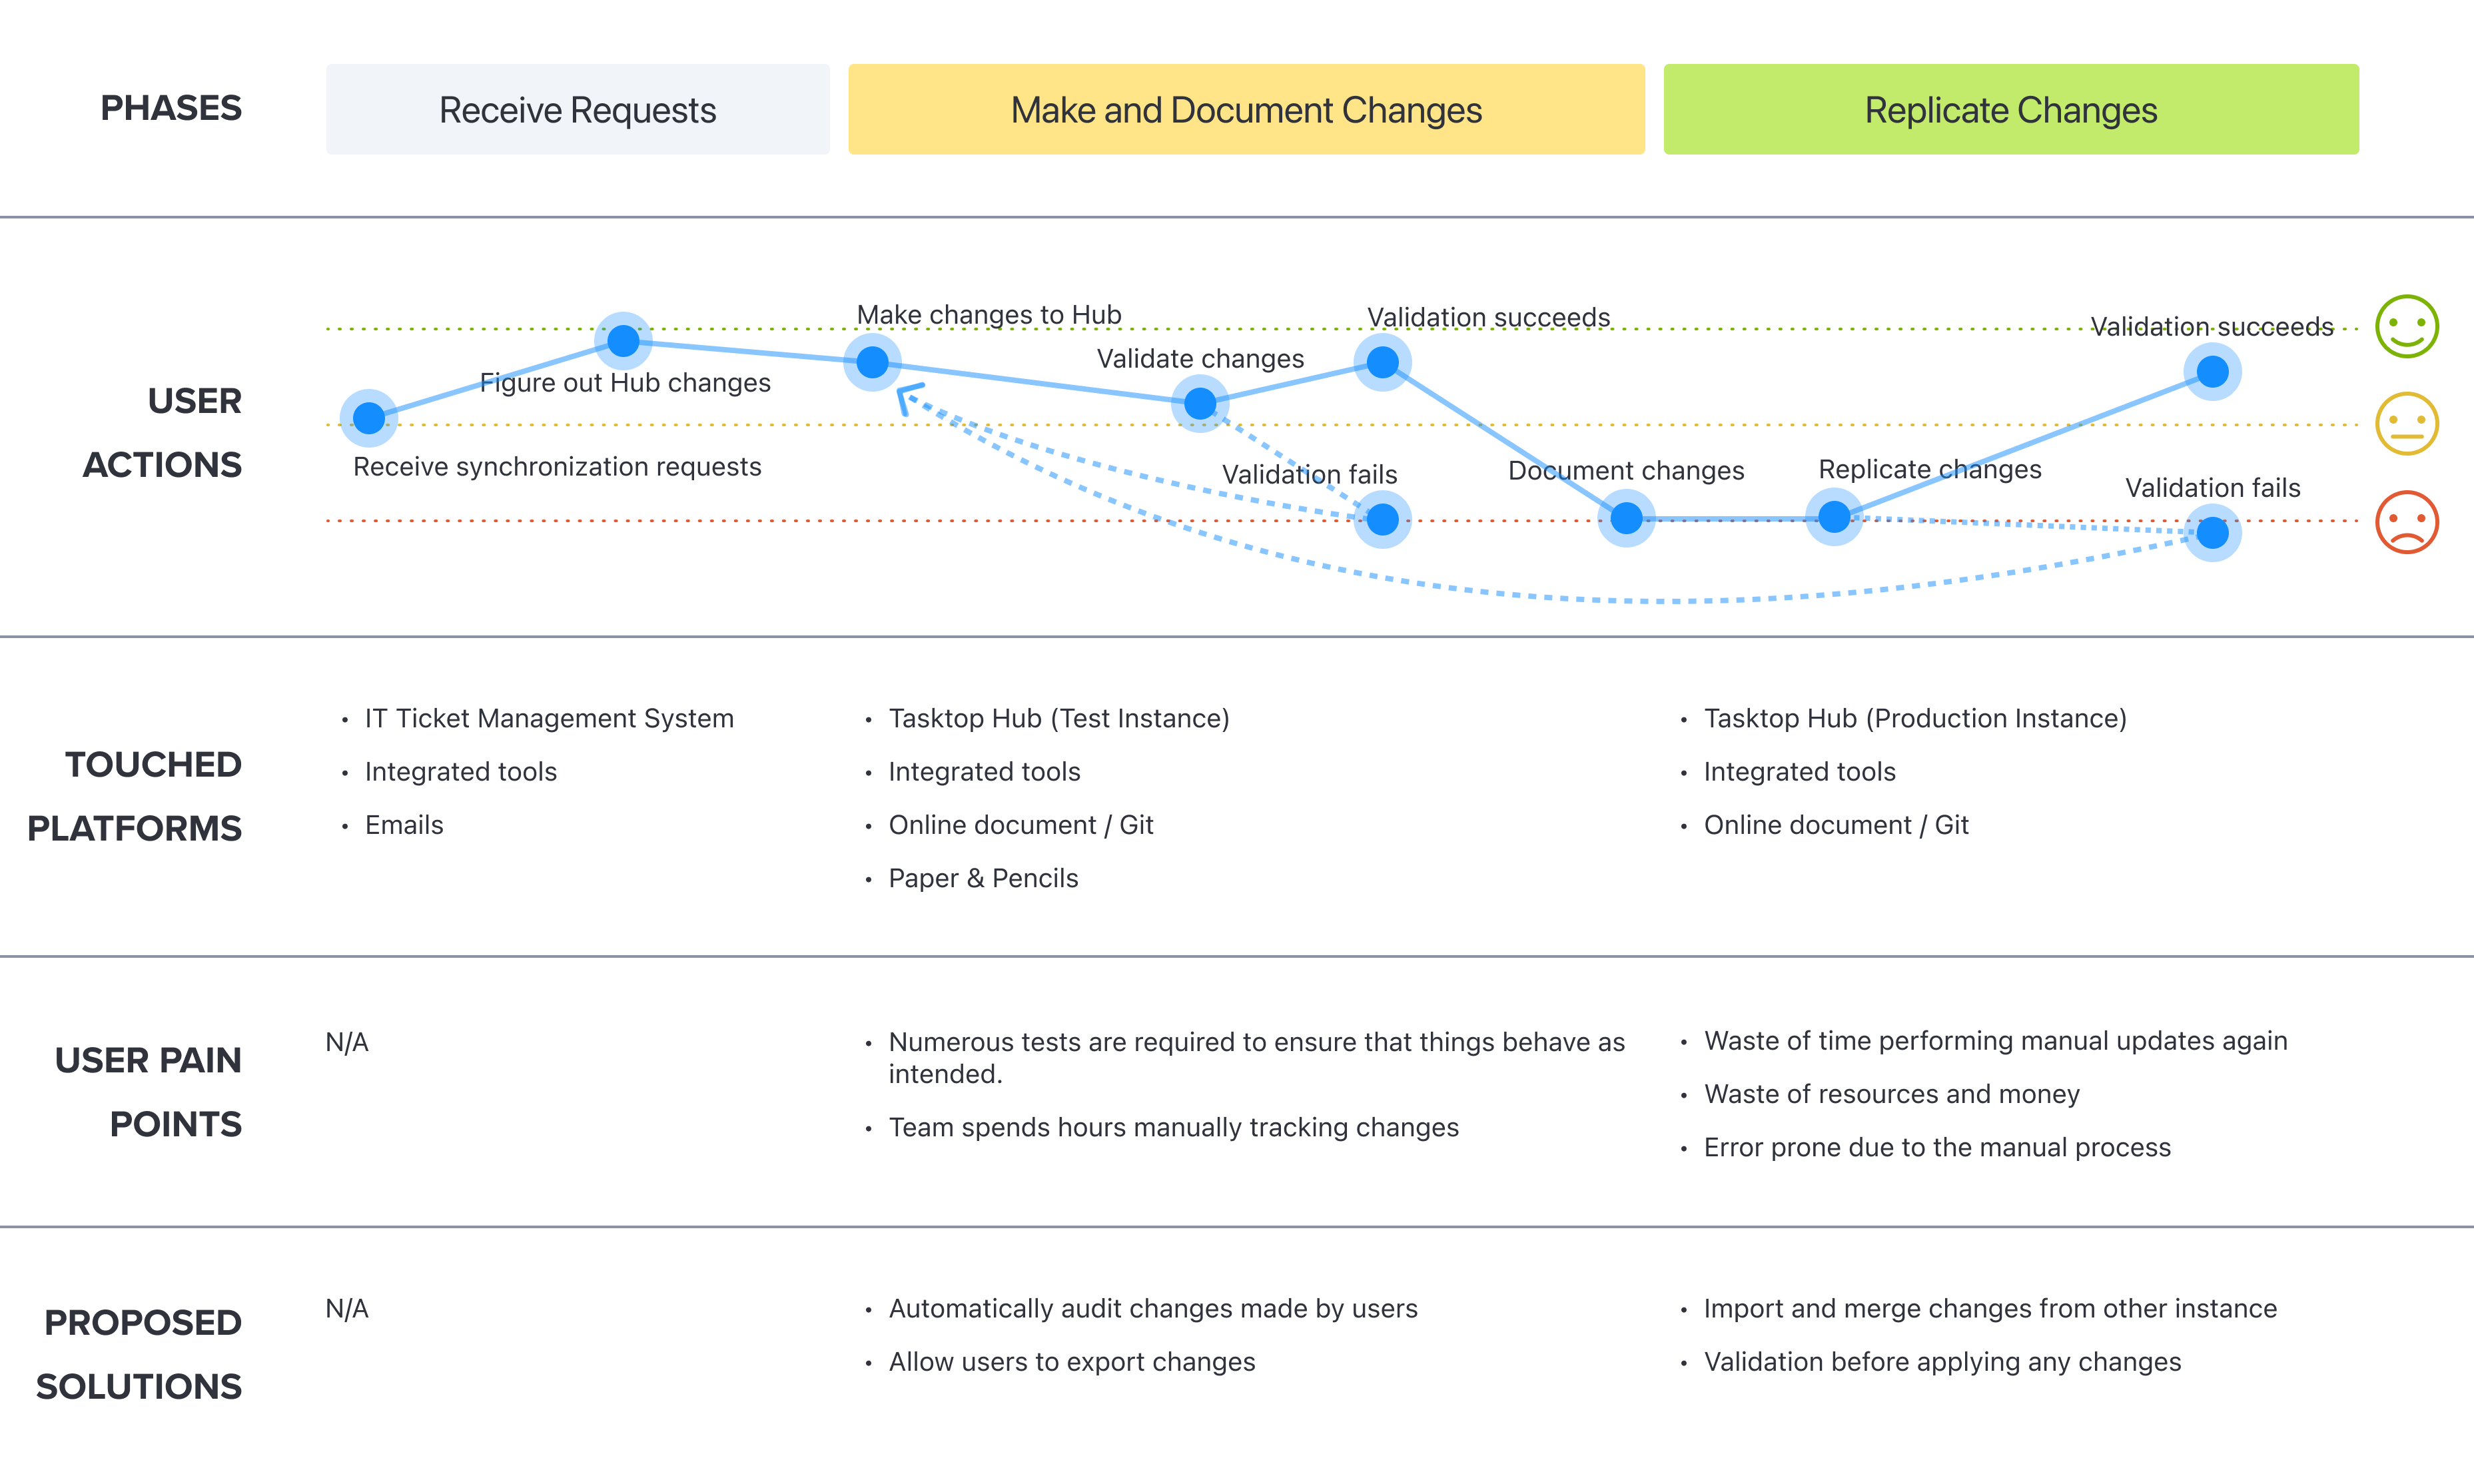 PHASES
Receive Requests
Make and Document Changes
Replicate Changes
USER
ACTIONS
Make changes to Hub
Validation succeeds
Validation succeeds
Validate changes
Figure out Hub changes
Receive synchronization requests
Validation fails
Document changes
Replicate changes
Validation fails
TOUCHED
PLATFORMS
• IT Ticket Management System
• Integrated tools
• Emails
• Tasktop Hub (Test Instance)
• Integrated tools
• Online document / Git
• Paper & Pencils
• Tasktop Hub (Production Instance)
• Integrated tools
• Online document / Git
USER PAIN
POINTS
N/A
• Numerous tests are required to ensure that things behave as
intended.
• Team spends hours manually tracking changes
• Waste of time performing manual updates again
• Waste of resources and money
• Error prone due to the manual process
PROPOSED
SOLUTIONS
N/A
• Automatically audit changes made by users
• Allow users to export changes
• Import and merge changes from other instance
• Validation before applying any changes